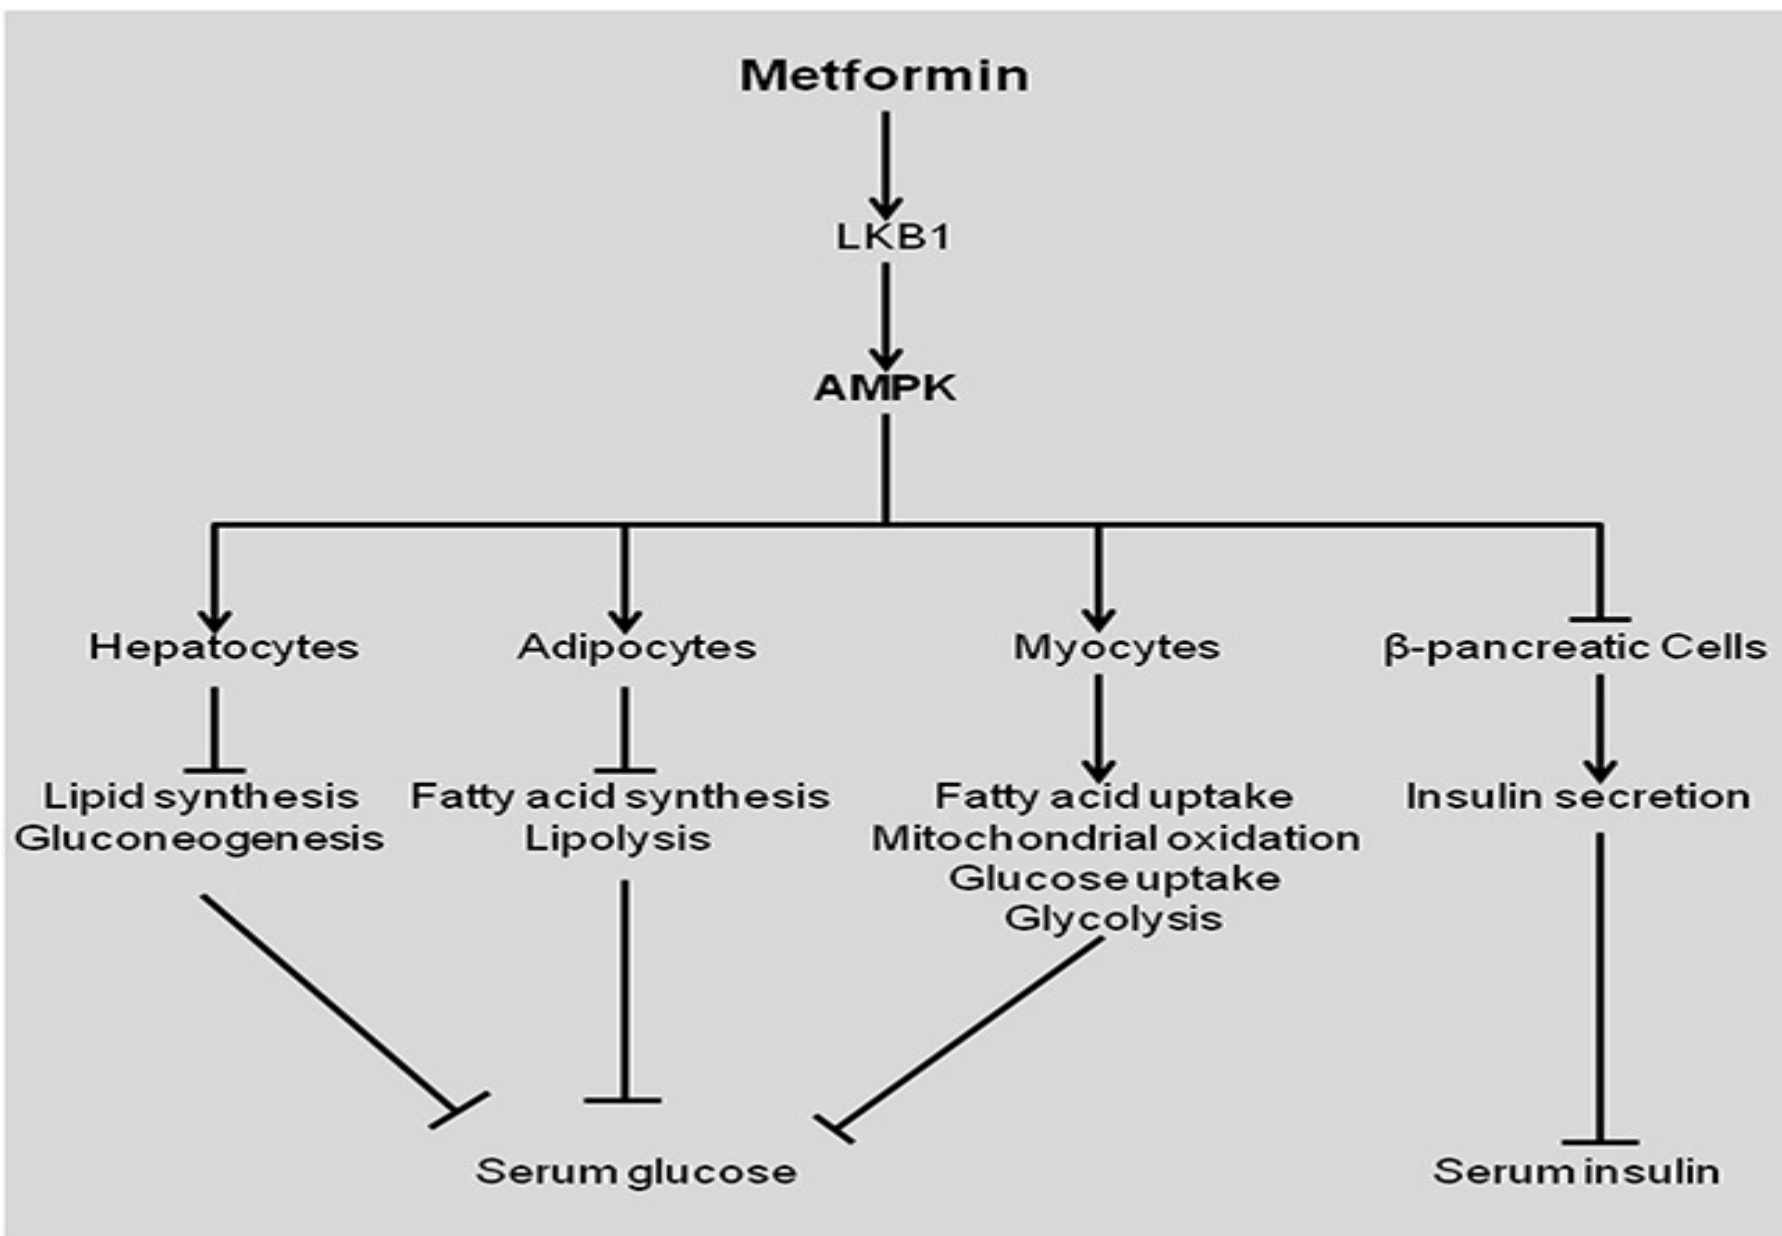 Metformin
LKB1
AMPK
Hepatocytes
Adipocytes
Myocytes
β-pancreatic Cells
Lipid synthesis
Gluconeogenesis
Fatty acid synthesis
Lipolysis
Fatty acid uptake
Mitochondrial oxidation
Glucose uptake
Glycolysis
Insulin secretion
Serum glucose
Serum insulin